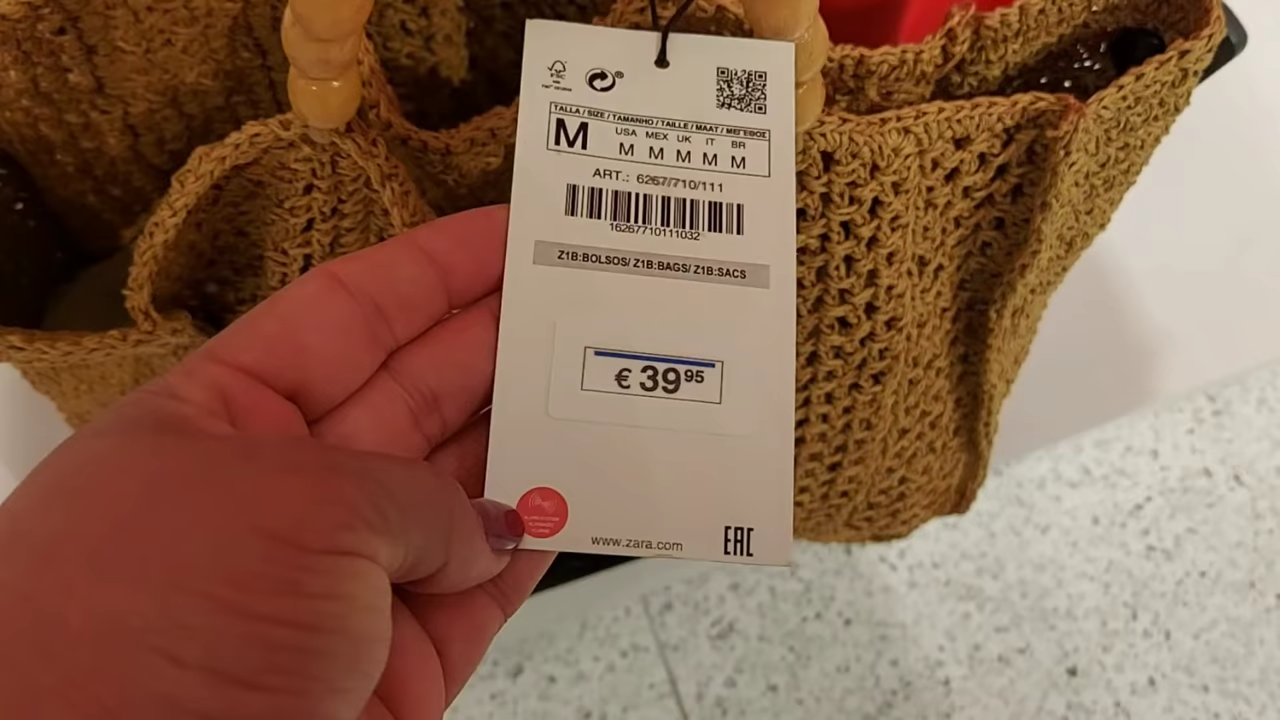 FSC
®
TALLA / SIZE / TAMANHO / TAILLE / MAAT / ΜΕΓΕΘΟΣ
M
USA MEX UK IT BR
M M M M M
ART.: 6267/710/111
16267710111032
Z1B:BOLSOS/ Z1B:BAGS/ Z1B:SACS
€ 39 95
www.zara.com
EAC